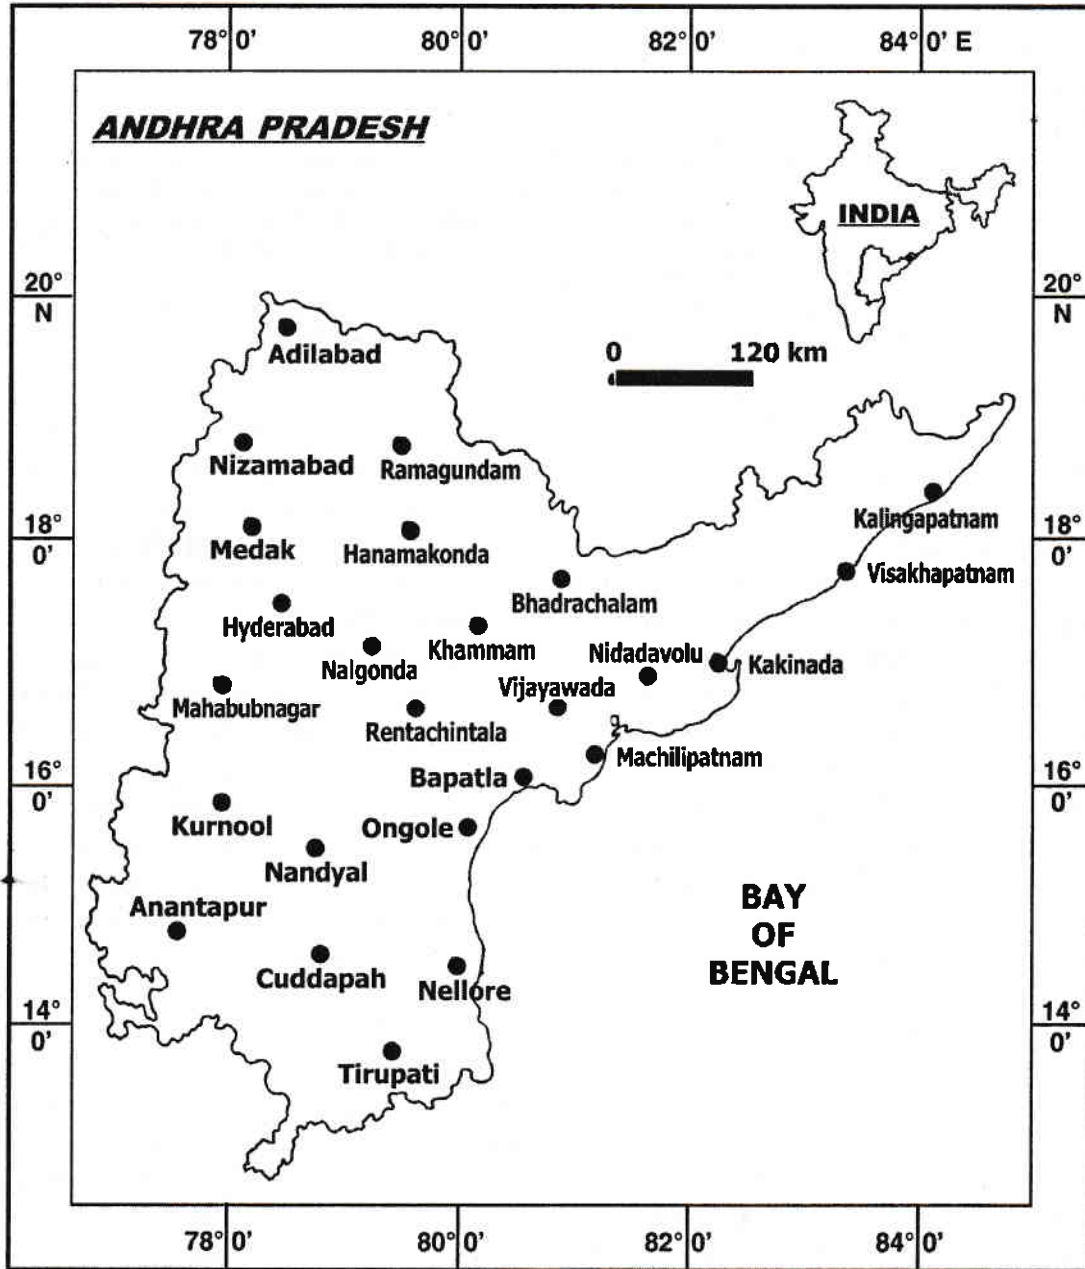 78° 0'
80° 0'
82° 0'
84° 0' E
ANDHRA PRADESH
INDIA
20°
N
20°
N
0
120 km
Adilabad
Nizamabad
Ramagundam
Kalingapatnam
18°
0'
18°
0'
Medak
Hanamakonda
Visakhapatnam
Bhadrachalam
Hyderabad
Khammam
Nidadavolu
Nalgonda
Kakinada
Vijayawada
Mahabubnagar
Rentachintala
Machilipatnam
Bapatla
16°
0'
16°
0'
Kurnool
Ongole
Nandyal
Anantapur
BAY
OF
BENGAL
Cuddapah
Nellore
14°
0'
14°
0'
Tirupati
78° 0'
80° 0'
82° 0'
84° 0'